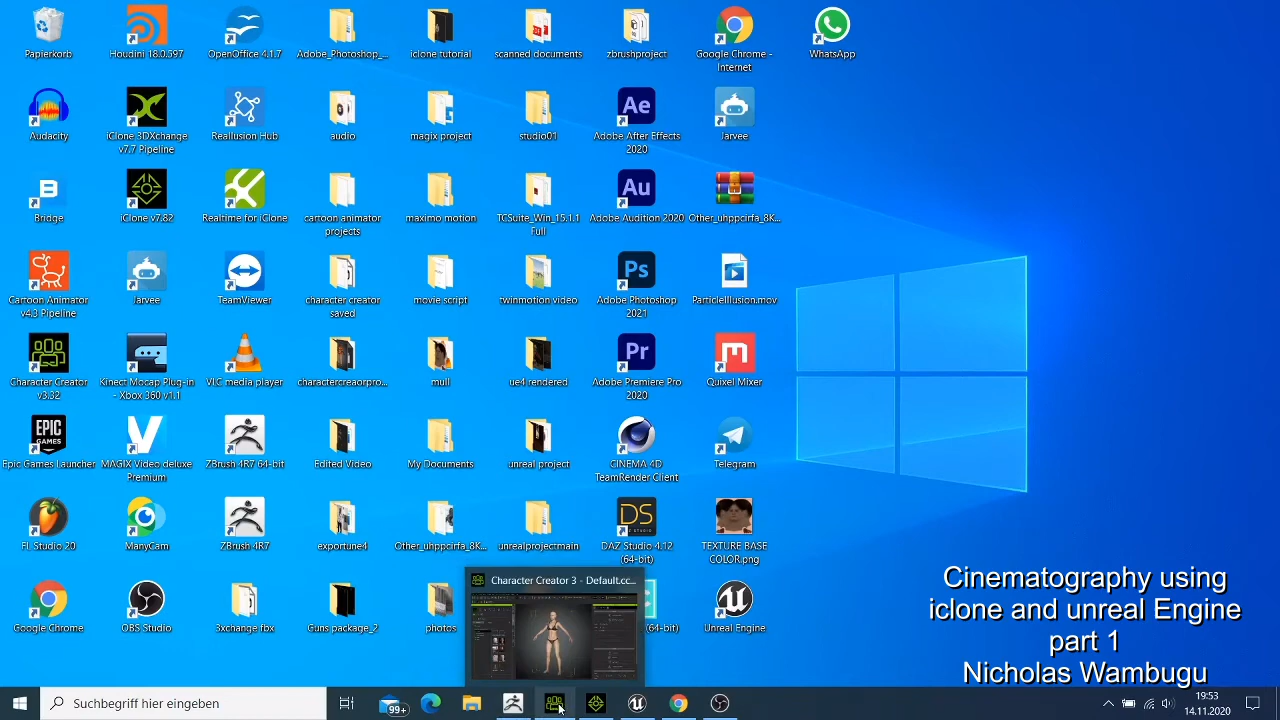 Papierkorb
Houdini 18.0.597
OpenOffice 4.1.7
Adobe_Photoshop_...
iclone tutorial
scanned documents
zbrushproject
Google Chrome -
Internet
WhatsApp
Audacity
iClone 3DXchange
v7.7 Pipeline
Reallusion Hub
audio
magix project
studio01
Ae
Adobe After Effects
2020
Jarvee
B
Bridge
iClone v7.82
Realtime for iClone
cartoon animator
projects
maximo motion
TCSuite_Win_15.1.1
Full
Au
Adobe Audition 2020
Other_uhppcirfa_8K...
Cartoon Animator
v4.3 Pipeline
Jarvee
TeamViewer
character creator
saved
movie script
twinmotion video
Ps
Adobe Photoshop
2021
ParticleIllusion.mov
Character Creator
v3.32
Kinect Mocap Plug-in
- Xbox 360 v1.1
VLC media player
charactercreaorpro...
mull
ue4 rendered
Pr
Adobe Premiere Pro
2020
Quixel Mixer
EPIC
GAMES
Epic Games Launcher
MAGIX Video deluxe
Premium
ZBrush 4R7 64-bit
Edited Video
My Documents
unreal project
CINEMA 4D
TeamRender Client
Telegram
FL Studio 20
ManyCam
ZBrush 4R7
exportune4
Other_uhppcirfa_8K...
unrealprojectmain
DS
DAZ Studio 4.12
(64-bit)
TEXTURE BASE
COLOR.png
Character Creator 3 - Default.cc...
Google Chrome
OBS Studio
3xchange fbx
Guns package_2
photos
(64-bit)
Unreal Engine
Cinematography using
iclone and unreal Engine
part 1
Nicholas Wambugu
Suchbegriff hier eingeben
99+
19:53
14.11.2020